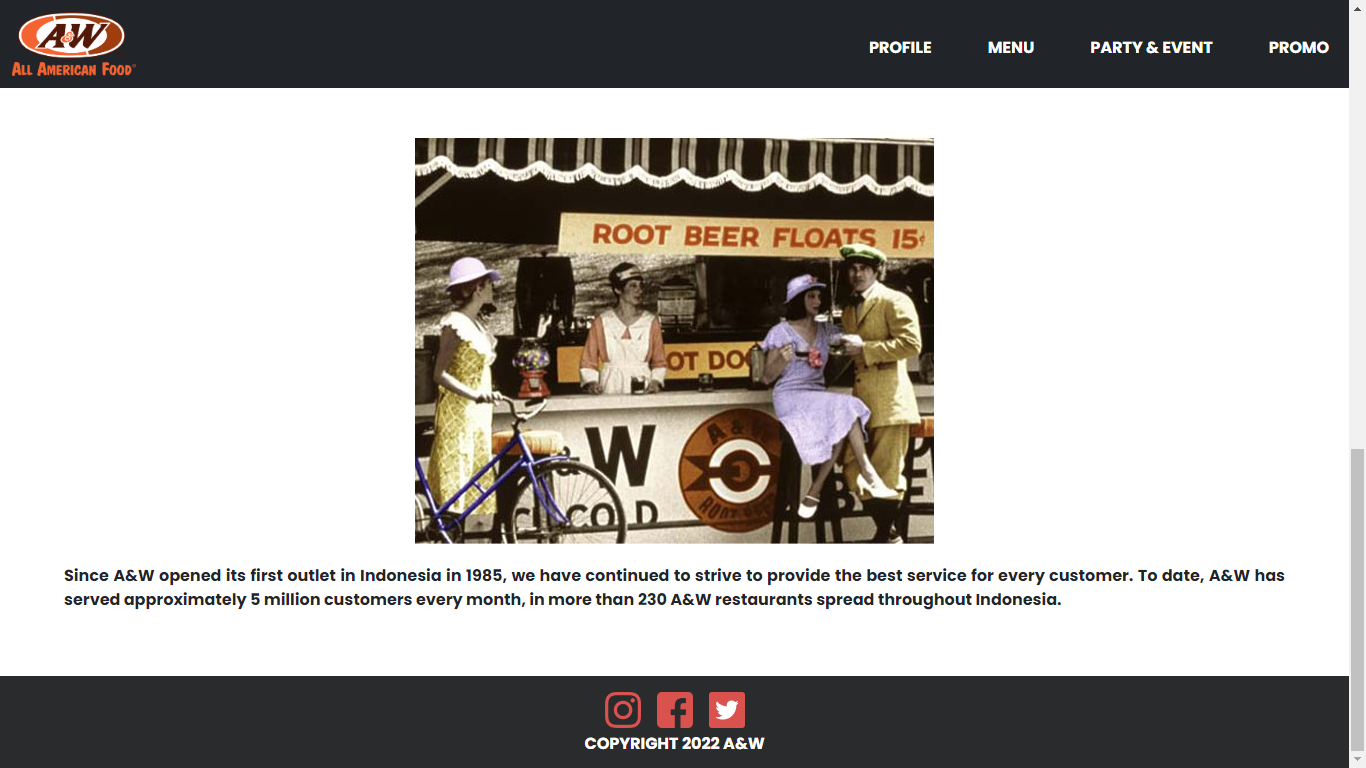 A&W
ALL AMERICAN FOOD
PROFILE
MENU
PARTY & EVENT
PROMO
ROOT BEER FLOATS 15¢
OT DO
W
A &
COLD
ROOT
Since A&W opened its first outlet in Indonesia in 1985, we have continued to strive to provide the best service for every customer. To date, A&W has
served approximately 5 million customers every month, in more than 230 A&W restaurants spread throughout Indonesia.
COPYRIGHT 2022 A&W